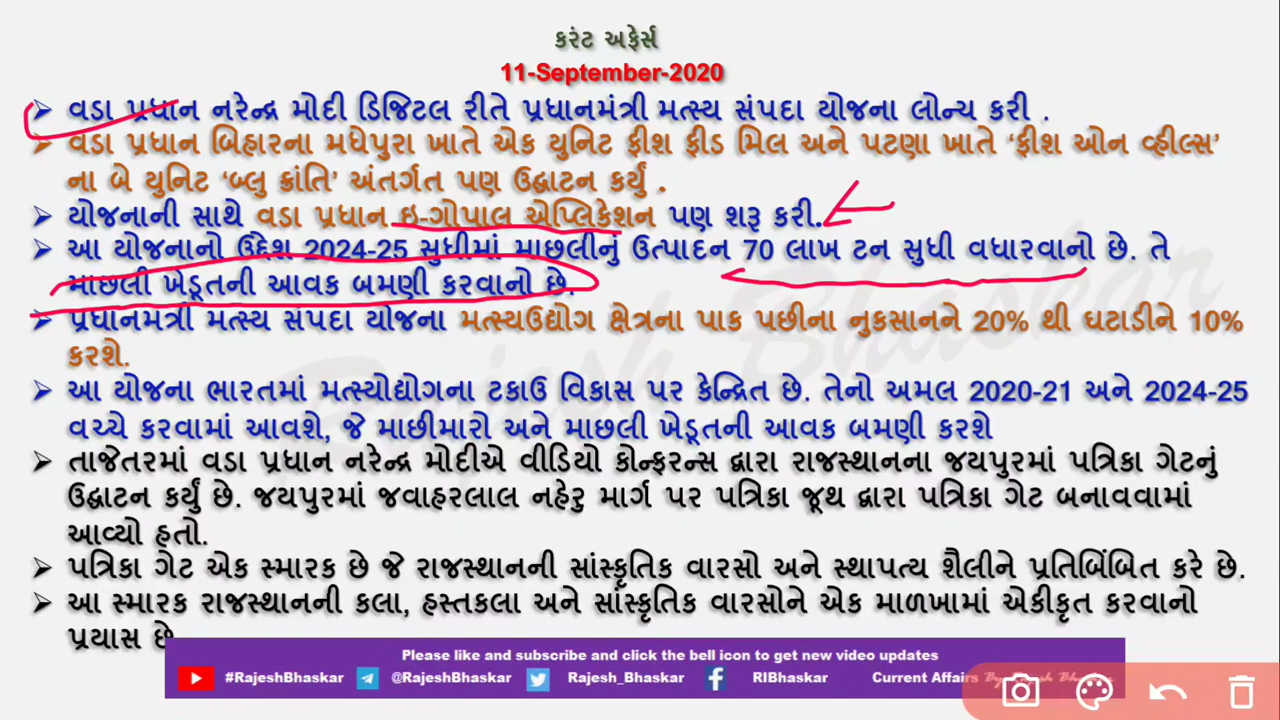 કરંટ અફેર્સ
11-September-2020
➢ વડા પ્રધાન નરેન્દ્ર મોદી ડિજિટલ રીતે પ્રધાનમંત્રી મત્સ્ય સંપદા યોજના લોન્ચ કરી .
➢ વડા પ્રધાન બિહારના મધેપુરા ખાતે એક યુનિટ ફીશ ફીડ મિલ અને પટણા ખાતે ‘ફીશ ઓન વ્હીલ્સ’
ના બે યુનિટ ‘બ્લુ ક્રાંતિ’ અંતર્ગત પણ ઉદ્ઘાટન કર્યું .
➢ યોજનાની સાથે વડા પ્રધાન ઇ-ગોપાલ એપ્લિકેશન પણ શરૂ કરી.
➢ આ યોજનાનો ઉદ્દેશ 2024-25 સુધીમાં માછલીનું ઉત્પાદન 70 લાખ ટન સુધી વધારવાનો છે. તે
માછલી ખેડૂતની આવક બમણી કરવાનો છે.
➢ પ્રધાનમંત્રી મત્સ્ય સંપદા યોજના મત્સ્યઉદ્યોગ ક્ષેત્રના પાક પછીના નુકસાનને 20% થી ઘટાડીને 10%
કરશે.
➢ આ યોજના ભારતમાં મત્સ્યોદ્યોગના ટકાઉ વિકાસ પર કેન્દ્રિત છે. તેનો અમલ 2020-21 અને 2024-25
વચ્ચે કરવામાં આવશે, જે માછીમારો અને માછલી ખેડૂતની આવક બમણી કરશે
➢ તાજેતરમાં વડા પ્રધાન નરેન્દ્ર મોદીએ વીડિયો કોન્ફરન્સ દ્વારા રાજસ્થાનના જયપુરમાં પત્રિકા ગેટનું
ઉદ્ઘાટન કર્યું છે. જયપુરમાં જવાહરલાલ નહેરુ માર્ગ પર પત્રિકા જૂથ દ્વારા પત્રિકા ગેટ બનાવવામાં
આવ્યો હતો.
➢ પત્રિકા ગેટ એક સ્મારક છે જે રાજસ્થાનની સાંસ્કૃતિક વારસો અને સ્થાપત્ય શૈલીને પ્રતિબિંબિત કરે છે.
➢ આ સ્મારક રાજસ્થાનની કલા, હસ્તકલા અને સાંસ્કૃતિક વારસોને એક માળખામાં એકીકૃત કરવાનો
પ્રયાસ છે
Rajesh Bhaskar
Please like and subscribe and click the bell icon to get new video updates
#RajeshBhaskar @RajeshBhaskar Rajesh_Bhaskar RIBhaskar Current Affairs By Rajesh Bhaskar